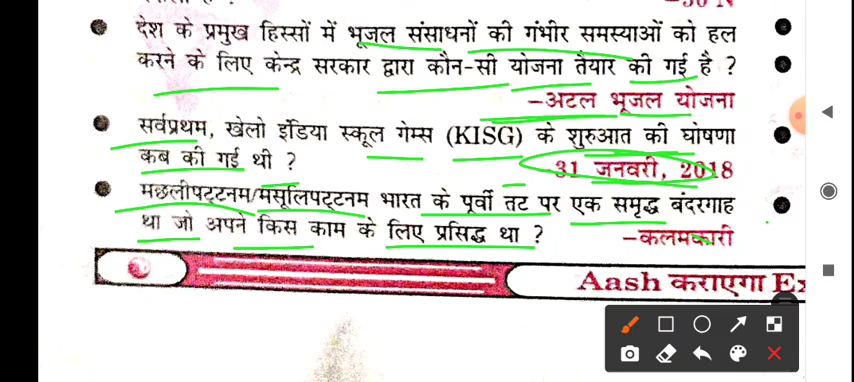 देश के प्रमुख हिस्सों में भूजल संसाधनों की गंभीर समस्याओं को हल
करने के लिए केन्द्र सरकार द्वारा कौन-सी योजना तैयार की गई है ?
–अटल भूजल योजना
सर्वप्रथम, खेलो इंडिया स्कूल गेम्स (KISG) के शुरुआत की घोषणा
कब की गई थी ?
31 जनवरी, 2018
मछलीपट्टनम/मसूलिपट्टनम भारत के पूर्वी तट पर एक समृद्ध बंदरगाह
था जो अपने किस काम के लिए प्रसिद्ध था ?
–कलमकारी
Aash कराएगा